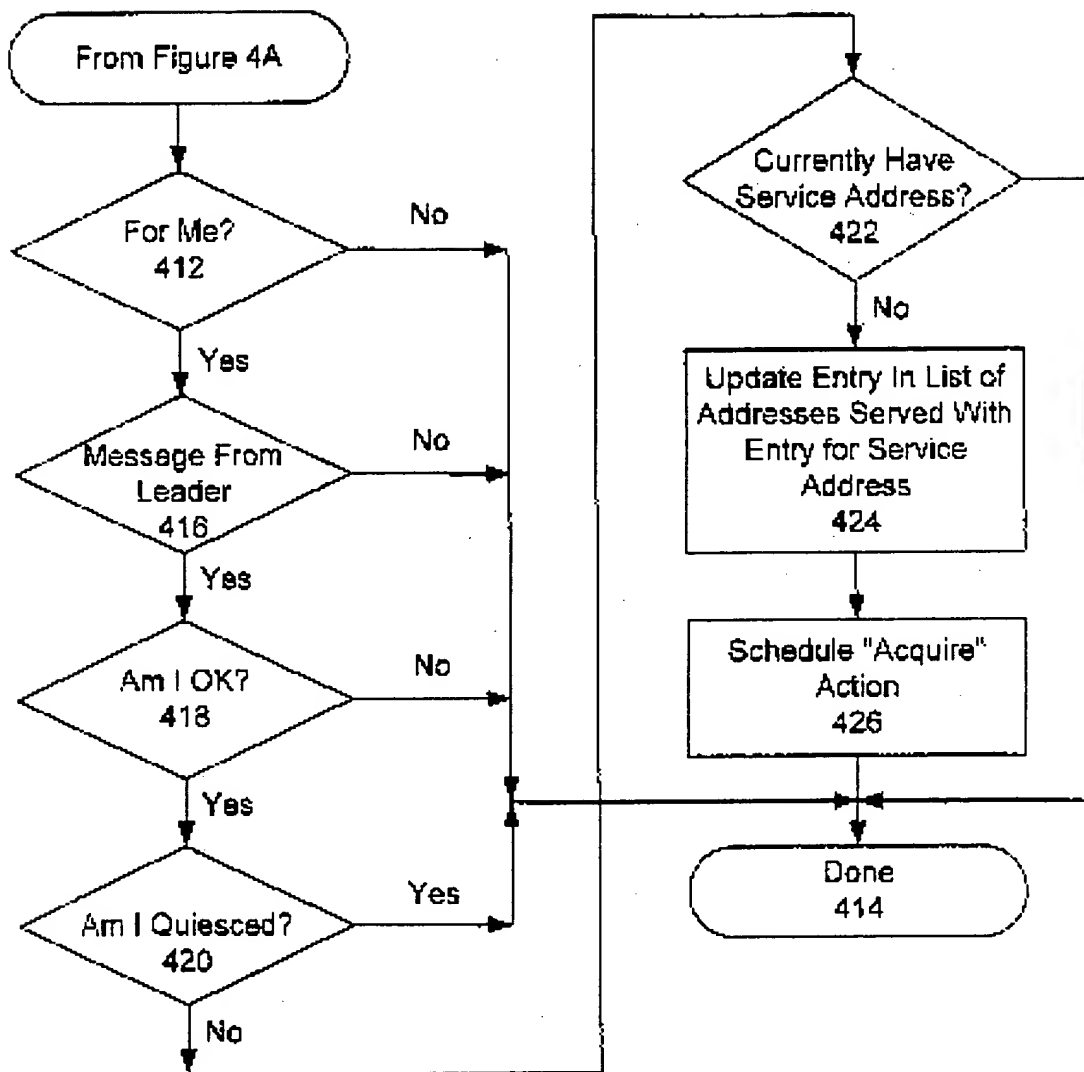 From Figure 4A
For Me?
412
No
Yes
Message From
Leader
416
No
Yes
Am I OK?
418
No
Yes
Am I Quiesced?
420
Yes
No
Currently Have
Service Address?
422
No
Update Entry In List of
Addresses Served With
Entry for Service
Address
424
Schedule "Acquire"
Action
426
Done
414